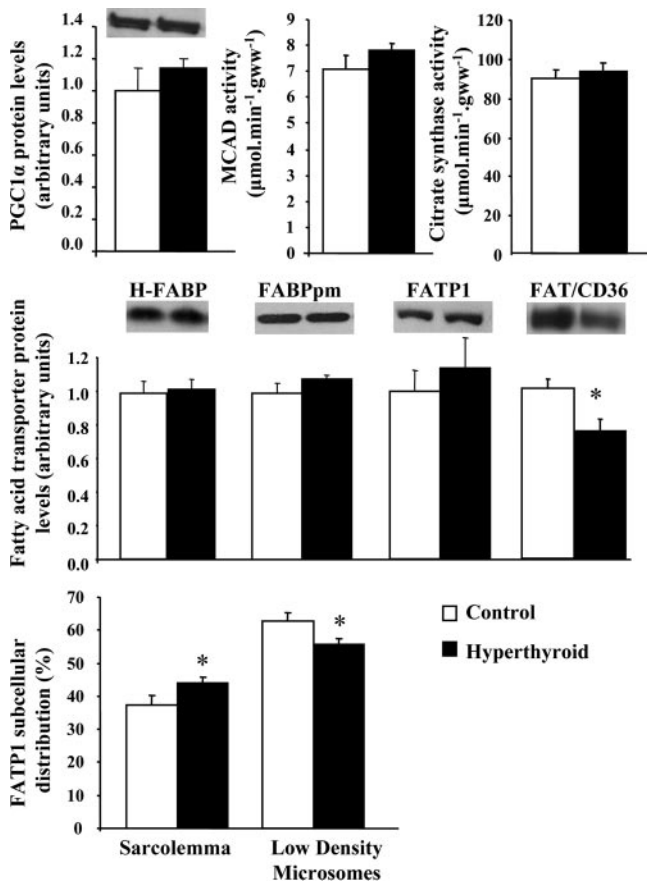 PGC1α protein levels
(arbitrary units)
1.4
1.2
1.0
0.8
0.6
0.4
0.2
0.0
MCAD activity
(μmol.min⁻¹.gww⁻¹)
9
8
7
6
5
4
3
2
1
0
Citrate synthase activity
(μmol.min⁻¹.gww⁻¹)
120
100
80
60
40
20
0
H-FABP
FABPpm
FATP1
FAT/CD36
Fatty acid transporter protein
levels (arbitrary units)
1.2
1.0
0.8
0.6
0.4
0.2
0.0
*
FATP1 subcellular
distribution (%)
70
60
50
40
30
20
10
0
*
*
Sarcolemma
Low Density
Microsomes
Control
Hyperthyroid